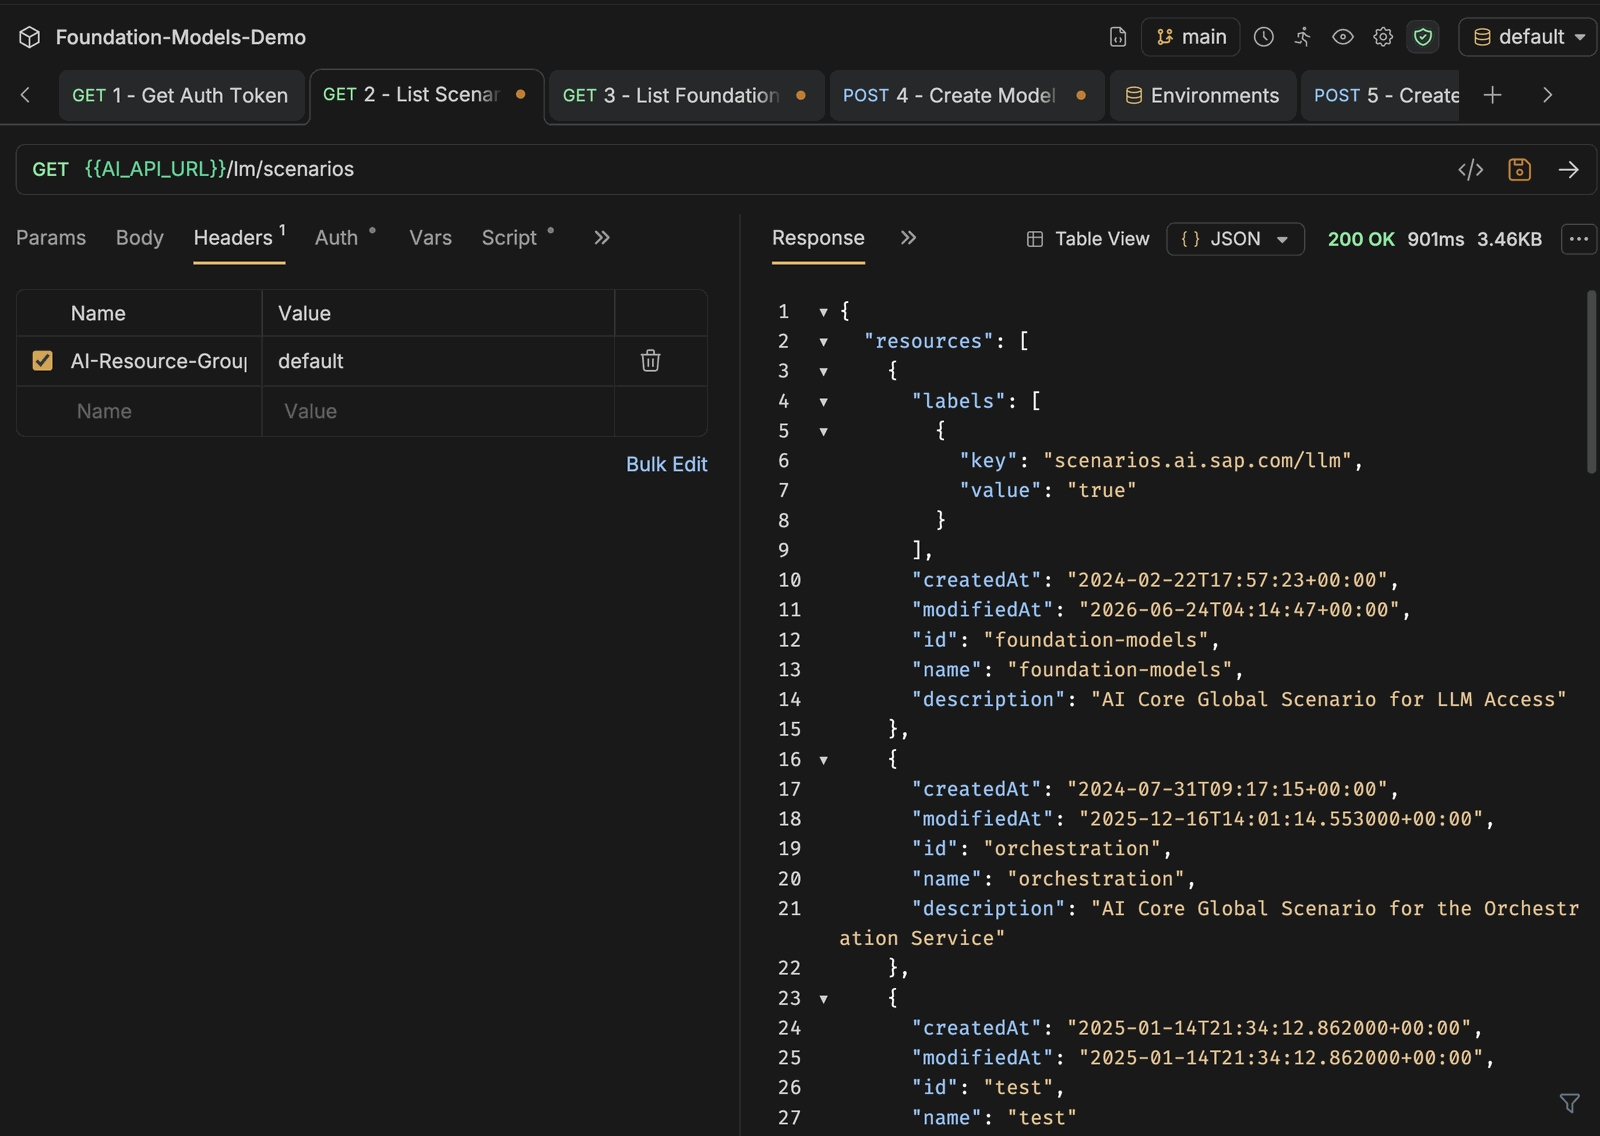 Foundation-Models-Demo
main
default
GET 1 - Get Auth Token
GET 2 - List Scenar
GET 3 - List Foundation
POST 4 - Create Model
Environments
POST 5 - Create
GET {{AI_API_URL}}/lm/scenarios
</>
Params Body Headers 1 Auth Vars Script
Name Value
AI-Resource-Group default
Name Value
Bulk Edit
Response Table View {} JSON 200 OK 901ms 3.46KB
1 {
2 "resources": [
3 {
4 "labels": [
5 {
6 "key": "scenarios.ai.sap.com/llm",
7 "value": "true"
8 }
9 ],
10 "createdAt": "2024-02-22T17:57:23+00:00",
11 "modifiedAt": "2026-06-24T04:14:47+00:00",
12 "id": "foundation-models",
13 "name": "foundation-models",
14 "description": "AI Core Global Scenario for LLM Access"
15 },
16 {
17 "createdAt": "2024-07-31T09:17:15+00:00",
18 "modifiedAt": "2025-12-16T14:01:14.553000+00:00",
19 "id": "orchestration",
20 "name": "orchestration",
21 "description": "AI Core Global Scenario for the Orchestr
ation Service"
22 },
23 {
24 "createdAt": "2025-01-14T21:34:12.862000+00:00",
25 "modifiedAt": "2025-01-14T21:34:12.862000+00:00",
26 "id": "test",
27 "name": "test"